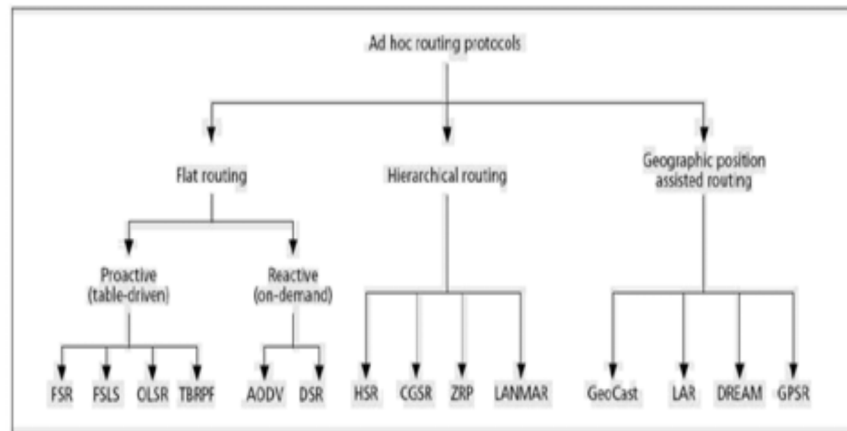 Ad hoc routing protocols
Flat routing
Hierarchical routing
Geographic position
assisted routing
Proactive
(table-driven)
Reactive
(on-demand)
FSR FSLS OLSR TBRPF AODV DSR HSR CGSR ZRP LANMAR GeoCast LAR DREAM GPSR